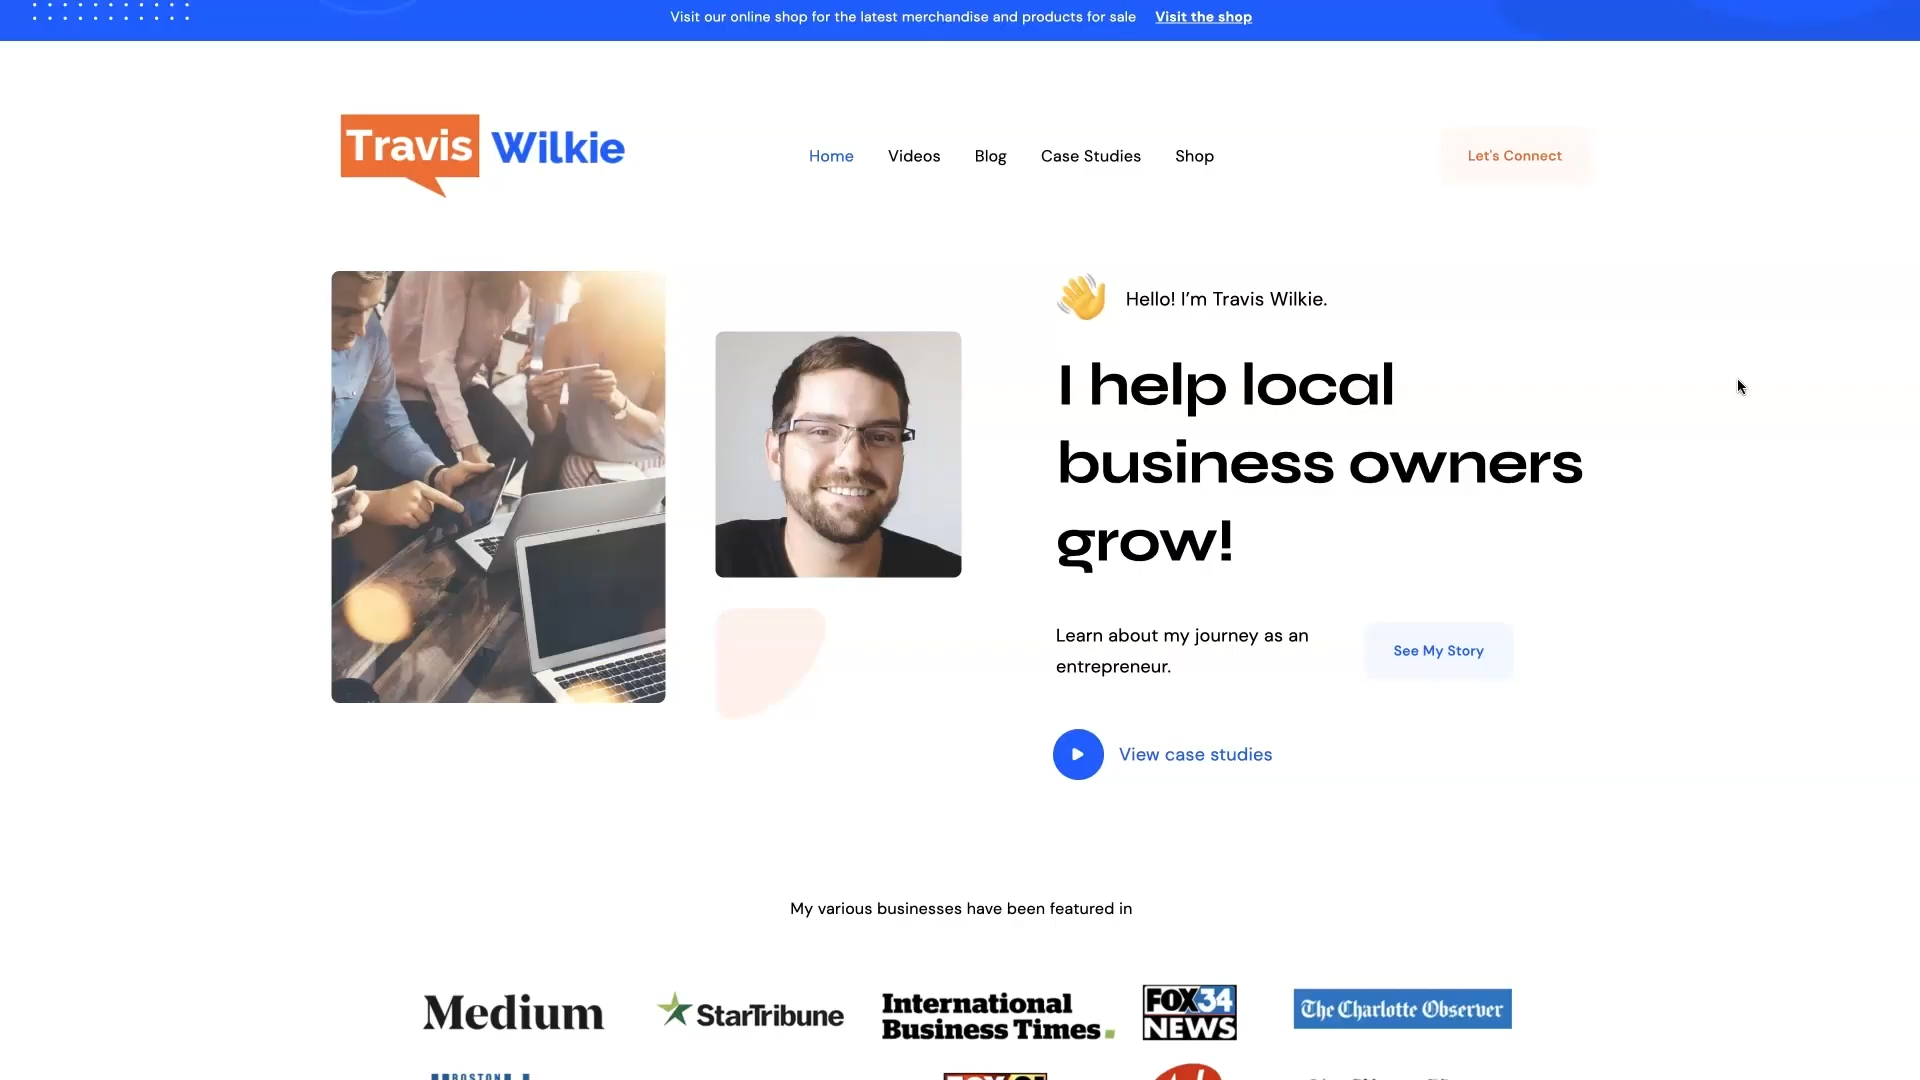 Visit our online shop for the latest merchandise and products for sale Visit the shop
Travis Wilkie
Home Videos Blog Case Studies Shop
Let's Connect
Hello! I’m Travis Wilkie.
I help local
business owners
grow!
Learn about my journey as an
entrepreneur.
See My Story
View case studies
My various businesses have been featured in
Medium
StarTribune
International
Business Times.
FOX34
NEWS
The Charlotte Observer
BOSTON